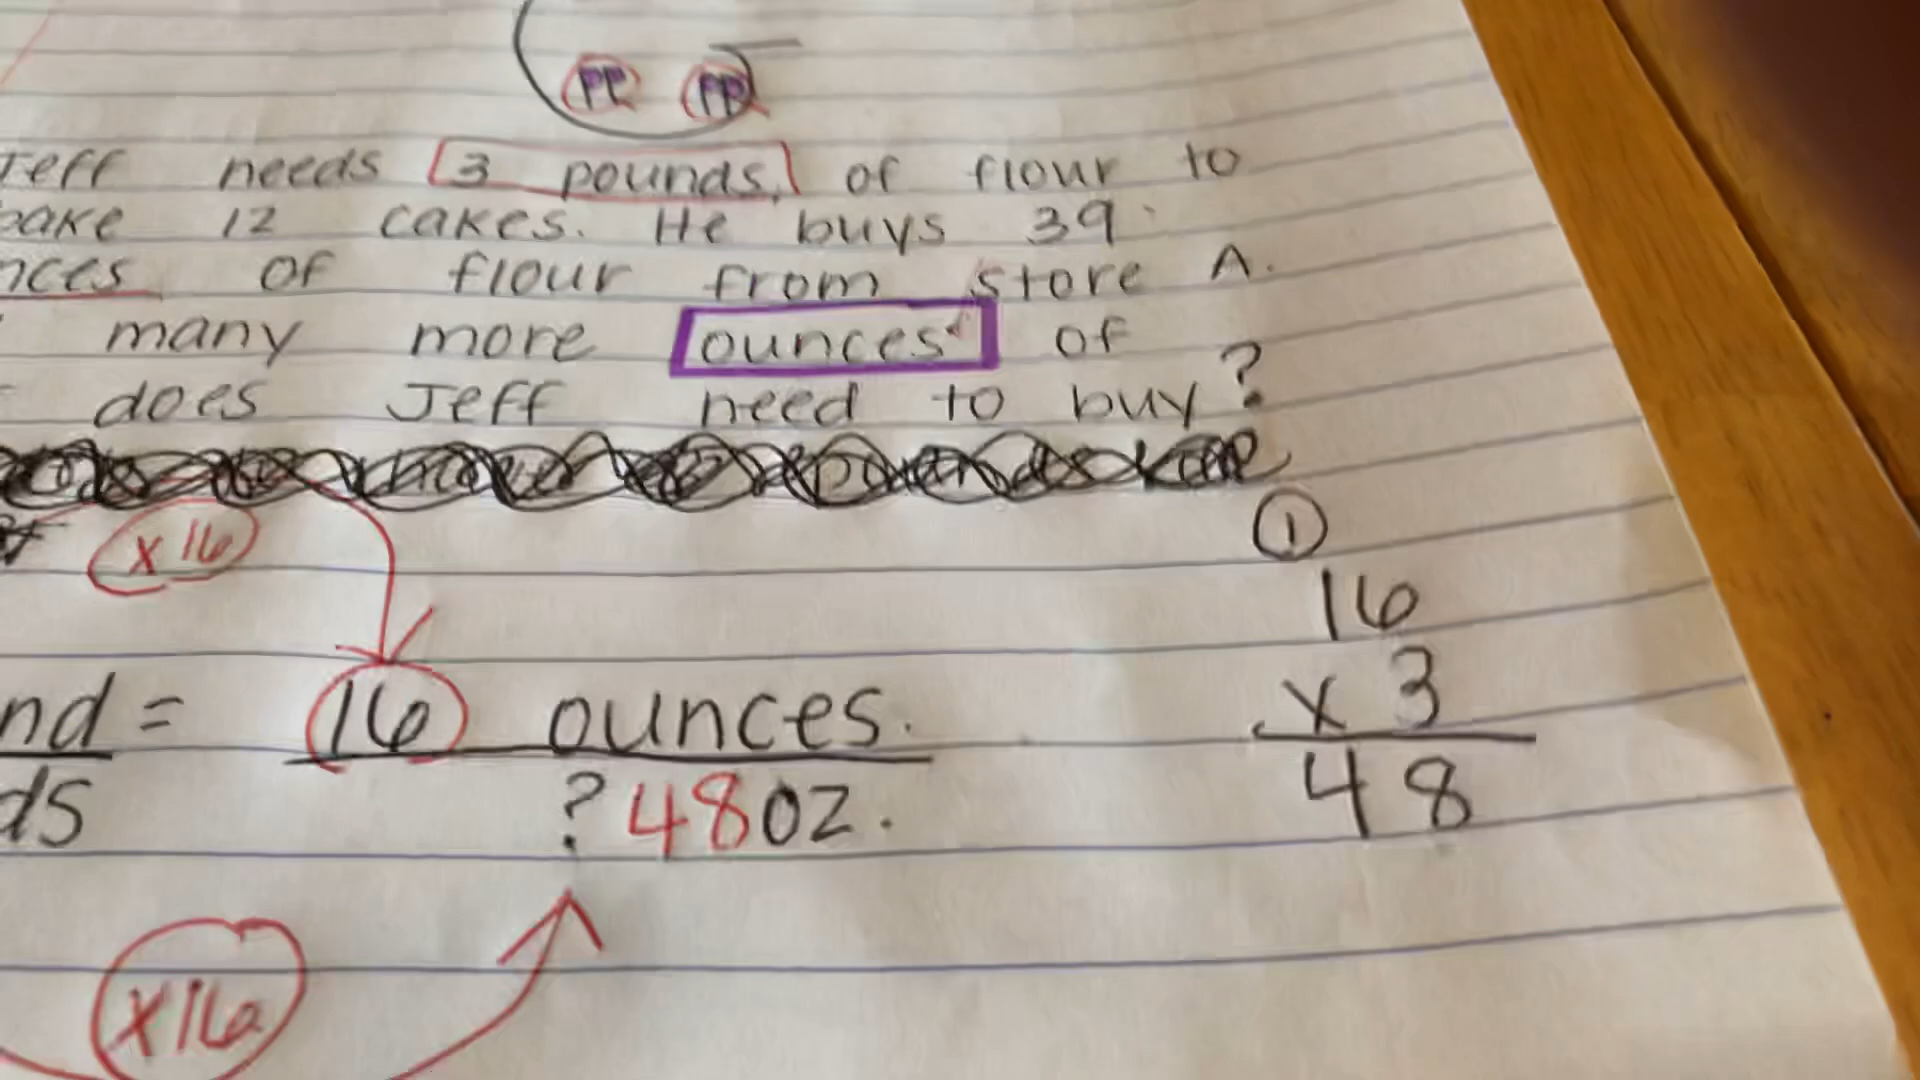 PP PP
Jeff needs 3 pounds of flour to
bake 12 cakes. He buys 39
nces of flour from store A.
many more ounces of
does Jeff need to buy?
x16
①
16
x 3
48
nd = 16 ounces.
ds ? 48 oz.
x16